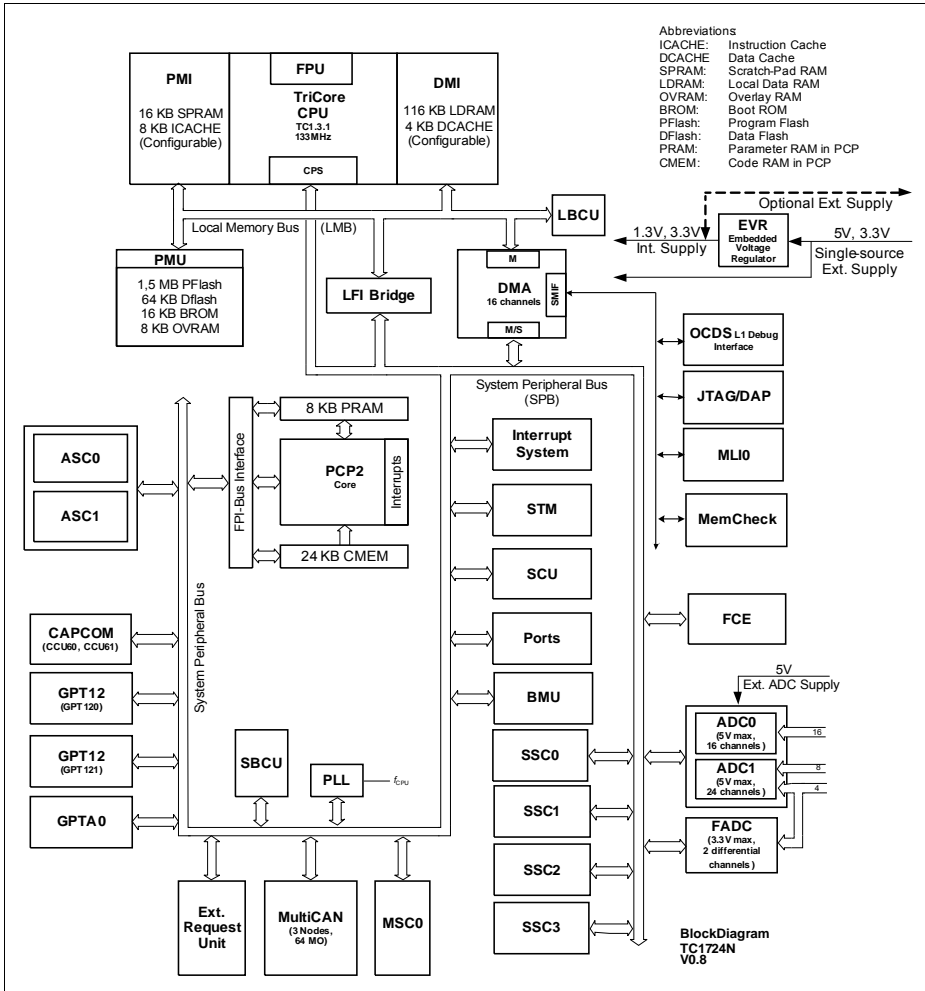 Abbreviations:
ICACHE: Instruction Cache
DCACHE Data Cache
SPRAM: Scratch-Pad RAM
LDRAM: Local Data RAM
OVRAM: Overlay RAM
BROM: Boot ROM
PFlash: Program Flash
DFlash: Data Flash
PRAM: Parameter RAM in PCP
CMEM: Code RAM in PCP
PMI
16 KB SPRAM
8 KB ICACHE
(Configurable)
FPU
TriCore
CPU
TC1.3.1
133MHz
CPS
DMI
116 KB LDRAM
4 KB DCACHE
(Configurable)
Local Memory Bus (LMB)
LBCU
Optional Ext. Supply
EVR
Embedded
Voltage
Regulator
1.3V, 3.3V
Int. Supply
5V, 3.3V
Single-source
Ext. Supply
PMU
1,5 MB PFlash
64 KB Dflash
16 KB BROM
8 KB OVRAM
LFI Bridge
M
DMA
16 channels
SMIF
M/S
OCDS L1 Debug
Interface
JTAG/DAP
MLI0
MemCheck
System Peripheral Bus
(SPB)
FPI-Bus Interface
8 KB PRAM
PCP2
Core
Interrupts
24 KB CMEM
ASC0
ASC1
Interrupt
System
STM
SCU
Ports
BMU
SSC0
SSC1
SSC2
SSC3
FCE
System Peripheral Bus
CAPCOM
(CCU60, CCU61)
GPT12
(GPT120)
GPT12
(GPT121)
GPTA0
SBCU
PLL
fCPU
5V
Ext. ADC Supply
ADC0
(5V max,
16 channels )
16
ADC1
(5V max,
24 channels )
8
4
FADC
(3.3V max,
2 differential
channels )
Ext.
Request
Unit
MultiCAN
(3 Nodes,
64 MO)
MSC0
BlockDiagram
TC1724N
V0.8